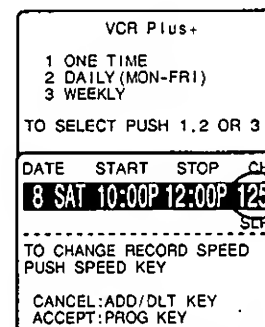 VCR Plus+
1 ONE TIME
2 DAILY (MON-FRI)
3 WEEKLY
TO SELECT PUSH 1,2 OR 3
DATE START STOP CH
8 SAT 10:00P 12:00P 125
TO CHANGE RECORD SPEED
PUSH SPEED KEY
CANCEL:ADD/DLT KEY
ACCEPT:PROG KEY